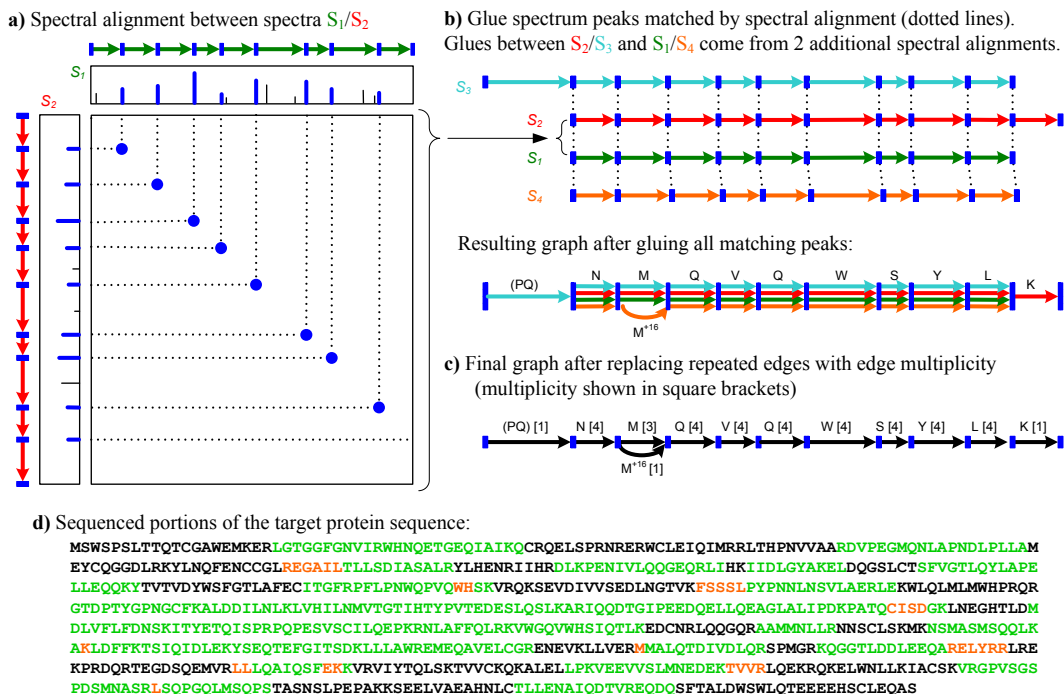 a) Spectral alignment between spectra S1/S2
S1
S2
b) Glue spectrum peaks matched by spectral alignment (dotted lines).
Glues between S2/S3 and S1/S4 come from 2 additional spectral alignments.
S3
S2
S1
S4
Resulting graph after gluing all matching peaks:
(PQ) N M Q V Q W S Y L K
M+16
c) Final graph after replacing repeated edges with edge multiplicity
(multiplicity shown in square brackets)
(PQ) [1] N [4] M [3] Q [4] V [4] Q [4] W [4] S [4] Y [4] L [4] K [1]
M+16 [1]
d) Sequenced portions of the target protein sequence:
MSWSPSLTTQTCGAWEMKERLGTGGFGNVIRWHNQETGEQIAIKQCRQELSPRNRERWCLEIQIMRRLTHPNVVAARDVPEGMQNLAPNDLPLLAM
EYCQGGDLRKYLNQFENCCGLREGAILTLLSDIASALRYLHENRIIHRDLKPENIVLQQGEQRLIHKIIDLGYAKELDQGSLCTSFVGTLQYLAPE
LLEQQKYTVTVDYWSFGTLAFECITGFRPFLPNWQPVQWHSKVRQKSEVDIVVSEDLNGTVKFSSSLPYPNNLNSVLAERLEKWLQLMLMWHPRQR
GTDPTYGPNGCFKALDDILNLKLVHILNMVTGTIHTYPVTEDESLQSLKARIQQDTGIPEEDQELLQEAGLALIPDKPATQCISDGKLNEGHTLDM
DLVFLFDNSKITYETQISPRPQPESVSCILQEPKRNLAFFQLRKVWGQVWHSIQTLKEDCNRLQQGQRAAMMNLLRNNSCLSKMKNSMASMSQQLK
AKLDFFKTSIQIDLEKYSEQTEFGITSDKLLLAWREMEQAVELCGRENEVKLLVERMMALQTDIVDLQRSPMGRKQGGTLDDLEEQARELYRRLRE
KPRDQRTEGDSQEMVRLLLQAIQSFEKKVRVIYTQLSKTVVCKQKALELLPKVEEVVSLMNEDEKTVVRLQEKRQKELWNLLKIACSKVRGPVSGS
PDSMNASRLSQPGQLMSQPSTASNSLPEPAKKSEELVAEAHNLCTLLENAIQDTVREQDQSFTALDWSWLQTEEEEHSCLEQAS